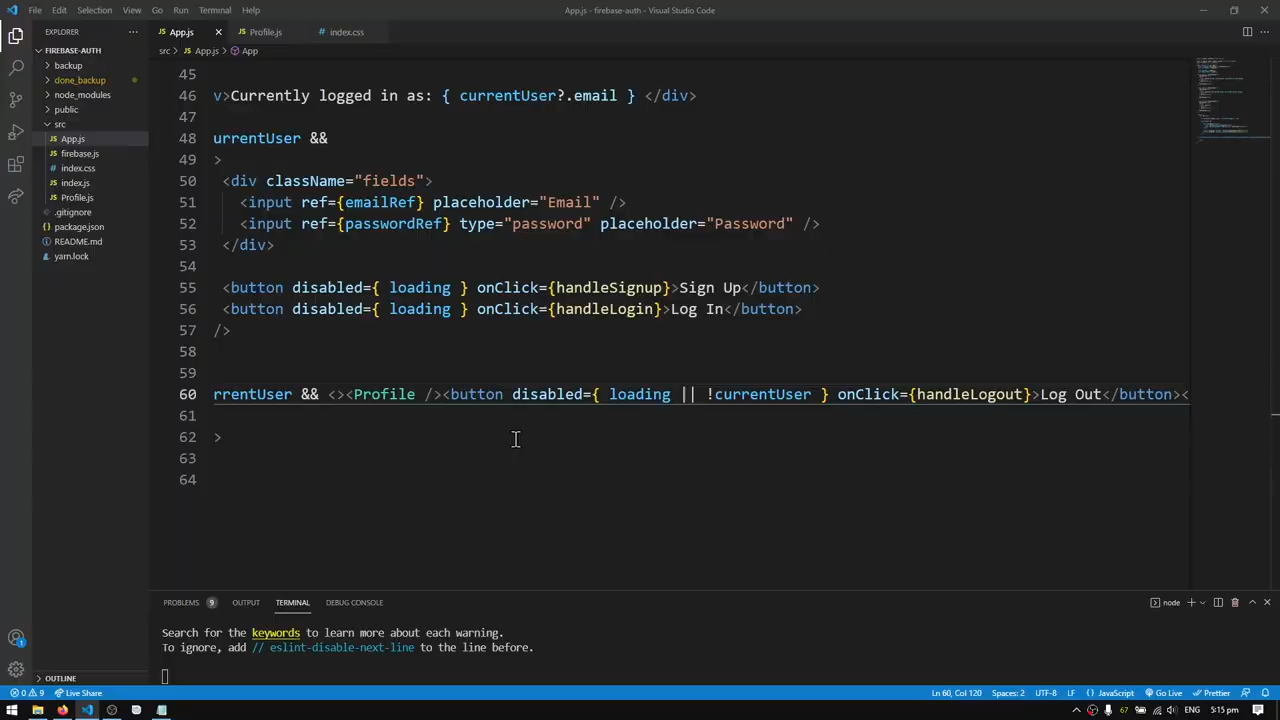 File Edit Selection View Go Run Terminal Help
App.js - firebase-auth - Visual Studio Code
EXPLORER
FIREBASE-AUTH
backup
done_backup
node_modules
public
src
App.js
firebase.js
index.css
index.js
Profile.js
.gitignore
package.json
README.md
yarn.lock
OUTLINE
App.js Profile.js index.css
src > App.js > App
45
46 v>Currently logged in as: { currentUser?.email } </div>
47
48 urrentUser &&
49 >
50 <div className="fields">
51 <input ref={emailRef} placeholder="Email" />
52 <input ref={passwordRef} type="password" placeholder="Password" />
53 </div>
54
55 <button disabled={ loading } onClick={handleSignup}>Sign Up</button>
56 <button disabled={ loading } onClick={handleLogin}>Log In</button>
57 />
58
59
60 rrentUser && <><Profile /><button disabled={ loading || !currentUser } onClick={handleLogout}>Log Out</button><
61
62 >
63
64
PROBLEMS 9 OUTPUT TERMINAL DEBUG CONSOLE
node
Search for the keywords to learn more about each warning.
To ignore, add // eslint-disable-next-line to the line before.
0 9 Live Share
Ln 60, Col 120 Spaces: 2 UTF-8 LF { } JavaScript Go Live Prettier
1
67 ENG 5:15 pm